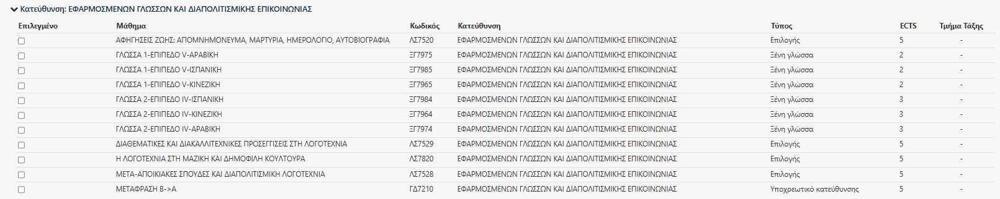 Κατεύθυνση: ΕΦΑΡΜΟΣΜΕΝΩΝ ΓΛΩΣΣΩΝ ΚΑΙ ΔΙΑΠΟΛΙΤΙΣΜΙΚΗΣ ΕΠΙΚΟΙΝΩΝΙΑΣ
Επιλεγμένο Μάθημα Κωδικός Κατεύθυνση Τύπος ECTS Τμήμα Τάξης
ΑΦΗΓΗΣΕΙΣ ΖΩΗΣ: ΑΠΟΜΝΗΜΟΝΕΥΜΑ, ΜΑΡΤΥΡΙΑ, ΗΜΕΡΟΛΟΓΙΟ, ΑΥΤΟΒΙΟΓΡΑΦΙΑ ΛΣ7520 ΕΦΑΡΜΟΣΜΕΝΩΝ ΓΛΩΣΣΩΝ ΚΑΙ ΔΙΑΠΟΛΙΤΙΣΜΙΚΗΣ ΕΠΙΚΟΙΝΩΝΙΑΣ Επιλογής 5 -
ΓΛΩΣΣΑ 1-ΕΠΙΠΕΔΟ V-ΑΡΑΒΙΚΗ ΞΓ7975 ΕΦΑΡΜΟΣΜΕΝΩΝ ΓΛΩΣΣΩΝ ΚΑΙ ΔΙΑΠΟΛΙΤΙΣΜΙΚΗΣ ΕΠΙΚΟΙΝΩΝΙΑΣ Ξένη γλώσσα 2 -
ΓΛΩΣΣΑ 1-ΕΠΙΠΕΔΟ V-ΙΣΠΑΝΙΚΗ ΞΓ7985 ΕΦΑΡΜΟΣΜΕΝΩΝ ΓΛΩΣΣΩΝ ΚΑΙ ΔΙΑΠΟΛΙΤΙΣΜΙΚΗΣ ΕΠΙΚΟΙΝΩΝΙΑΣ Ξένη γλώσσα 2 -
ΓΛΩΣΣΑ 1-ΕΠΙΠΕΔΟ V-ΚΙΝΕΖΙΚΗ ΞΓ7965 ΕΦΑΡΜΟΣΜΕΝΩΝ ΓΛΩΣΣΩΝ ΚΑΙ ΔΙΑΠΟΛΙΤΙΣΜΙΚΗΣ ΕΠΙΚΟΙΝΩΝΙΑΣ Ξένη γλώσσα 2 -
ΓΛΩΣΣΑ 2-ΕΠΙΠΕΔΟ IV-ΙΣΠΑΝΙΚΗ ΞΓ7984 ΕΦΑΡΜΟΣΜΕΝΩΝ ΓΛΩΣΣΩΝ ΚΑΙ ΔΙΑΠΟΛΙΤΙΣΜΙΚΗΣ ΕΠΙΚΟΙΝΩΝΙΑΣ Ξένη γλώσσα 3 -
ΓΛΩΣΣΑ 2-ΕΠΙΠΕΔΟ IV-ΚΙΝΕΖΙΚΗ ΞΓ7964 ΕΦΑΡΜΟΣΜΕΝΩΝ ΓΛΩΣΣΩΝ ΚΑΙ ΔΙΑΠΟΛΙΤΙΣΜΙΚΗΣ ΕΠΙΚΟΙΝΩΝΙΑΣ Ξένη γλώσσα 3 -
ΓΛΩΣΣΑ 2-ΕΠΙΠΕΔΟ IV-ΑΡΑΒΙΚΗ ΞΓ7974 ΕΦΑΡΜΟΣΜΕΝΩΝ ΓΛΩΣΣΩΝ ΚΑΙ ΔΙΑΠΟΛΙΤΙΣΜΙΚΗΣ ΕΠΙΚΟΙΝΩΝΙΑΣ Ξένη γλώσσα 3 -
ΔΙΑΘΕΜΑΤΙΚΕΣ ΚΑΙ ΔΙΑΚΑΛΛΙΤΕΧΝΙΚΕΣ ΠΡΟΣΕΓΓΙΣΕΙΣ ΣΤΗ ΛΟΓΟΤΕΧΝΙΑ ΛΣ7529 ΕΦΑΡΜΟΣΜΕΝΩΝ ΓΛΩΣΣΩΝ ΚΑΙ ΔΙΑΠΟΛΙΤΙΣΜΙΚΗΣ ΕΠΙΚΟΙΝΩΝΙΑΣ Επιλογής 5 -
Η ΛΟΓΟΤΕΧΝΙΑ ΣΤΗ ΜΑΖΙΚΗ ΚΑΙ ΔΗΜΟΦΙΛΗ ΚΟΥΛΤΟΥΡΑ ΛΣ7820 ΕΦΑΡΜΟΣΜΕΝΩΝ ΓΛΩΣΣΩΝ ΚΑΙ ΔΙΑΠΟΛΙΤΙΣΜΙΚΗΣ ΕΠΙΚΟΙΝΩΝΙΑΣ Επιλογής 5 -
ΜΕΤΑ-ΑΠΟΙΚΙΑΚΕΣ ΣΠΟΥΔΕΣ ΚΑΙ ΔΙΑΠΟΛΙΤΙΣΜΙΚΗ ΛΟΓΟΤΕΧΝΙΑ ΛΣ7528 ΕΦΑΡΜΟΣΜΕΝΩΝ ΓΛΩΣΣΩΝ ΚΑΙ ΔΙΑΠΟΛΙΤΙΣΜΙΚΗΣ ΕΠΙΚΟΙΝΩΝΙΑΣ Επιλογής 5 -
ΜΕΤΑΦΡΑΣΗ Β->Α ΓΔ7210 ΕΦΑΡΜΟΣΜΕΝΩΝ ΓΛΩΣΣΩΝ ΚΑΙ ΔΙΑΠΟΛΙΤΙΣΜΙΚΗΣ ΕΠΙΚΟΙΝΩΝΙΑΣ Υποχρεωτικό κατεύθυνσης 5 -